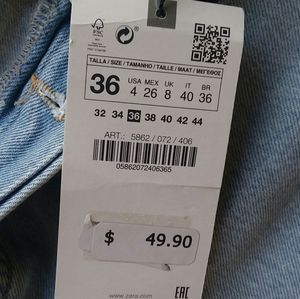 FSC
TALLA / SIZE / TAMANHO / TAILLE / MAAT / ΜΕΓΕΘΟΣ
36 USA MEX UK IT BR
4 26 8 40 36
32 34 36 38 40 42 44
ART.: 5862 / 072 / 406
05862072406365
$ 49.90
www.zara.com
EAC